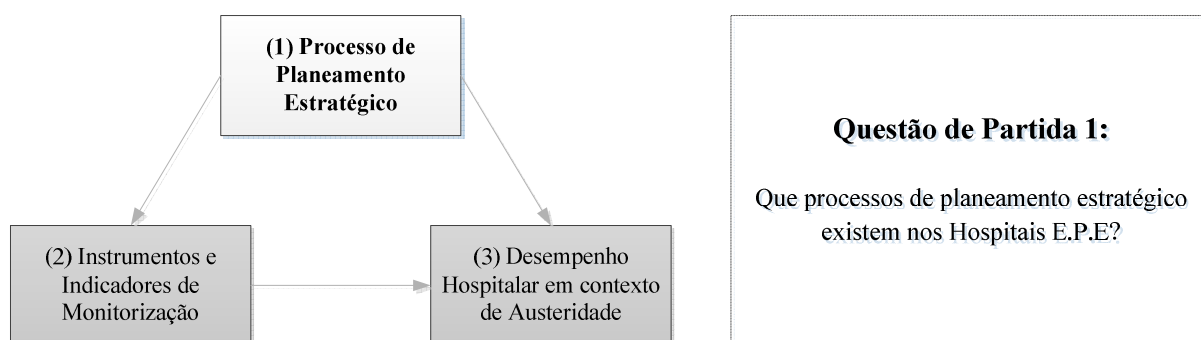 (1) Processo de
Planeamento
Estratégico
(2) Instrumentos e
Indicadores de
Monitorização
(3) Desempenho
Hospitalar em contexto
de Austeridade
Questão de Partida 1:
Que processos de planeamento estratégico
existem nos Hospitais E.P.E?